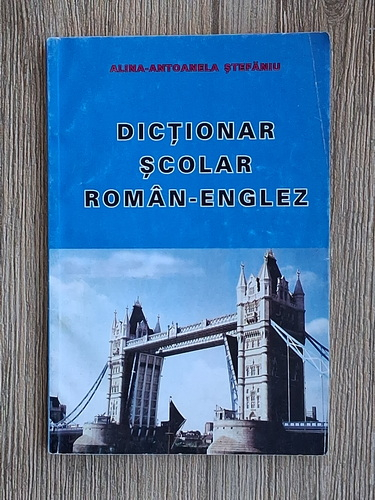 ALINA-ANTOANELA ȘTEFĂNIU
DICȚIONAR
ȘCOLAR
ROMÂN-ENGLEZ